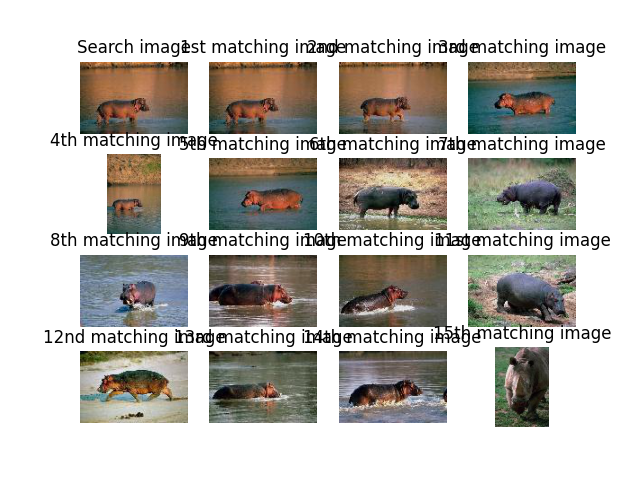 Search image
1st matching image
2nd matching image
3rd matching image
4th matching image
5th matching image
6th matching image
7th matching image
8th matching image
9th matching image
10th matching image
11st matching image
12nd matching image
13rd matching image
14th matching image
15th matching image